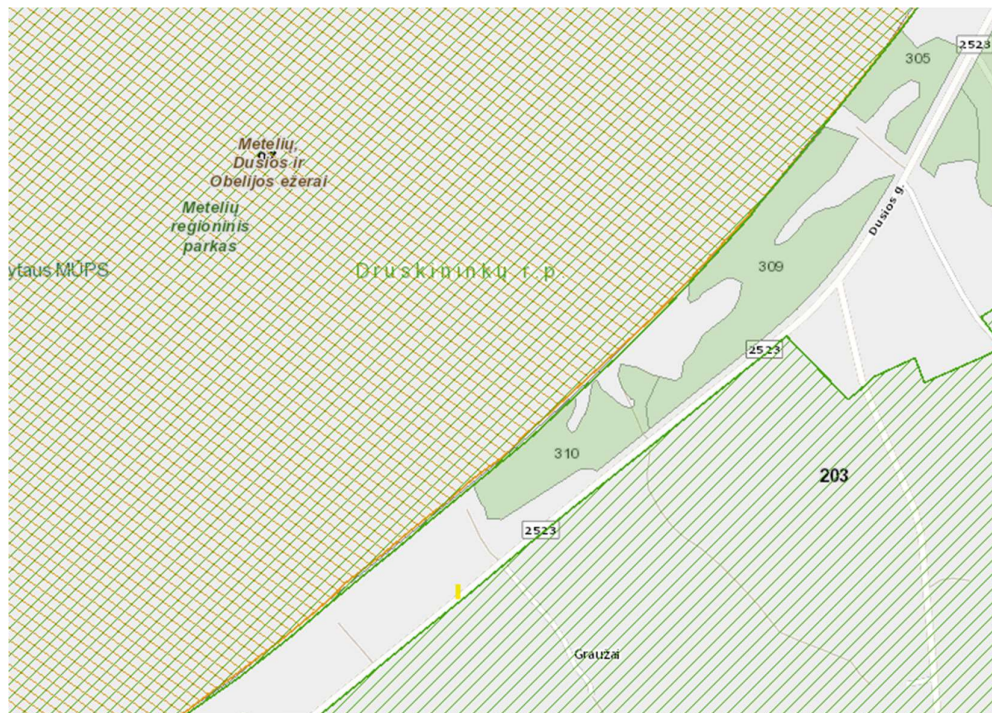 305
2523
Metelių,
Dusios ir
Obelijos ežerai
Metelių
regioninis
parkas
Dusios g.
ytaus MŪPS
Druskininkų r.p.
309
2523
310
203
2523
Graužai